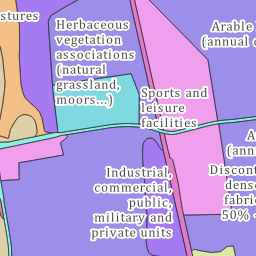 stures
Herbaceous
vegetation
associations
(natural
grassland,
moors...)
Arable
(annual c
Sports and
leisure
facilities
A
(ann
Industrial,
commercial,
public,
military and
private units
Discont
dens
fabri
50% -